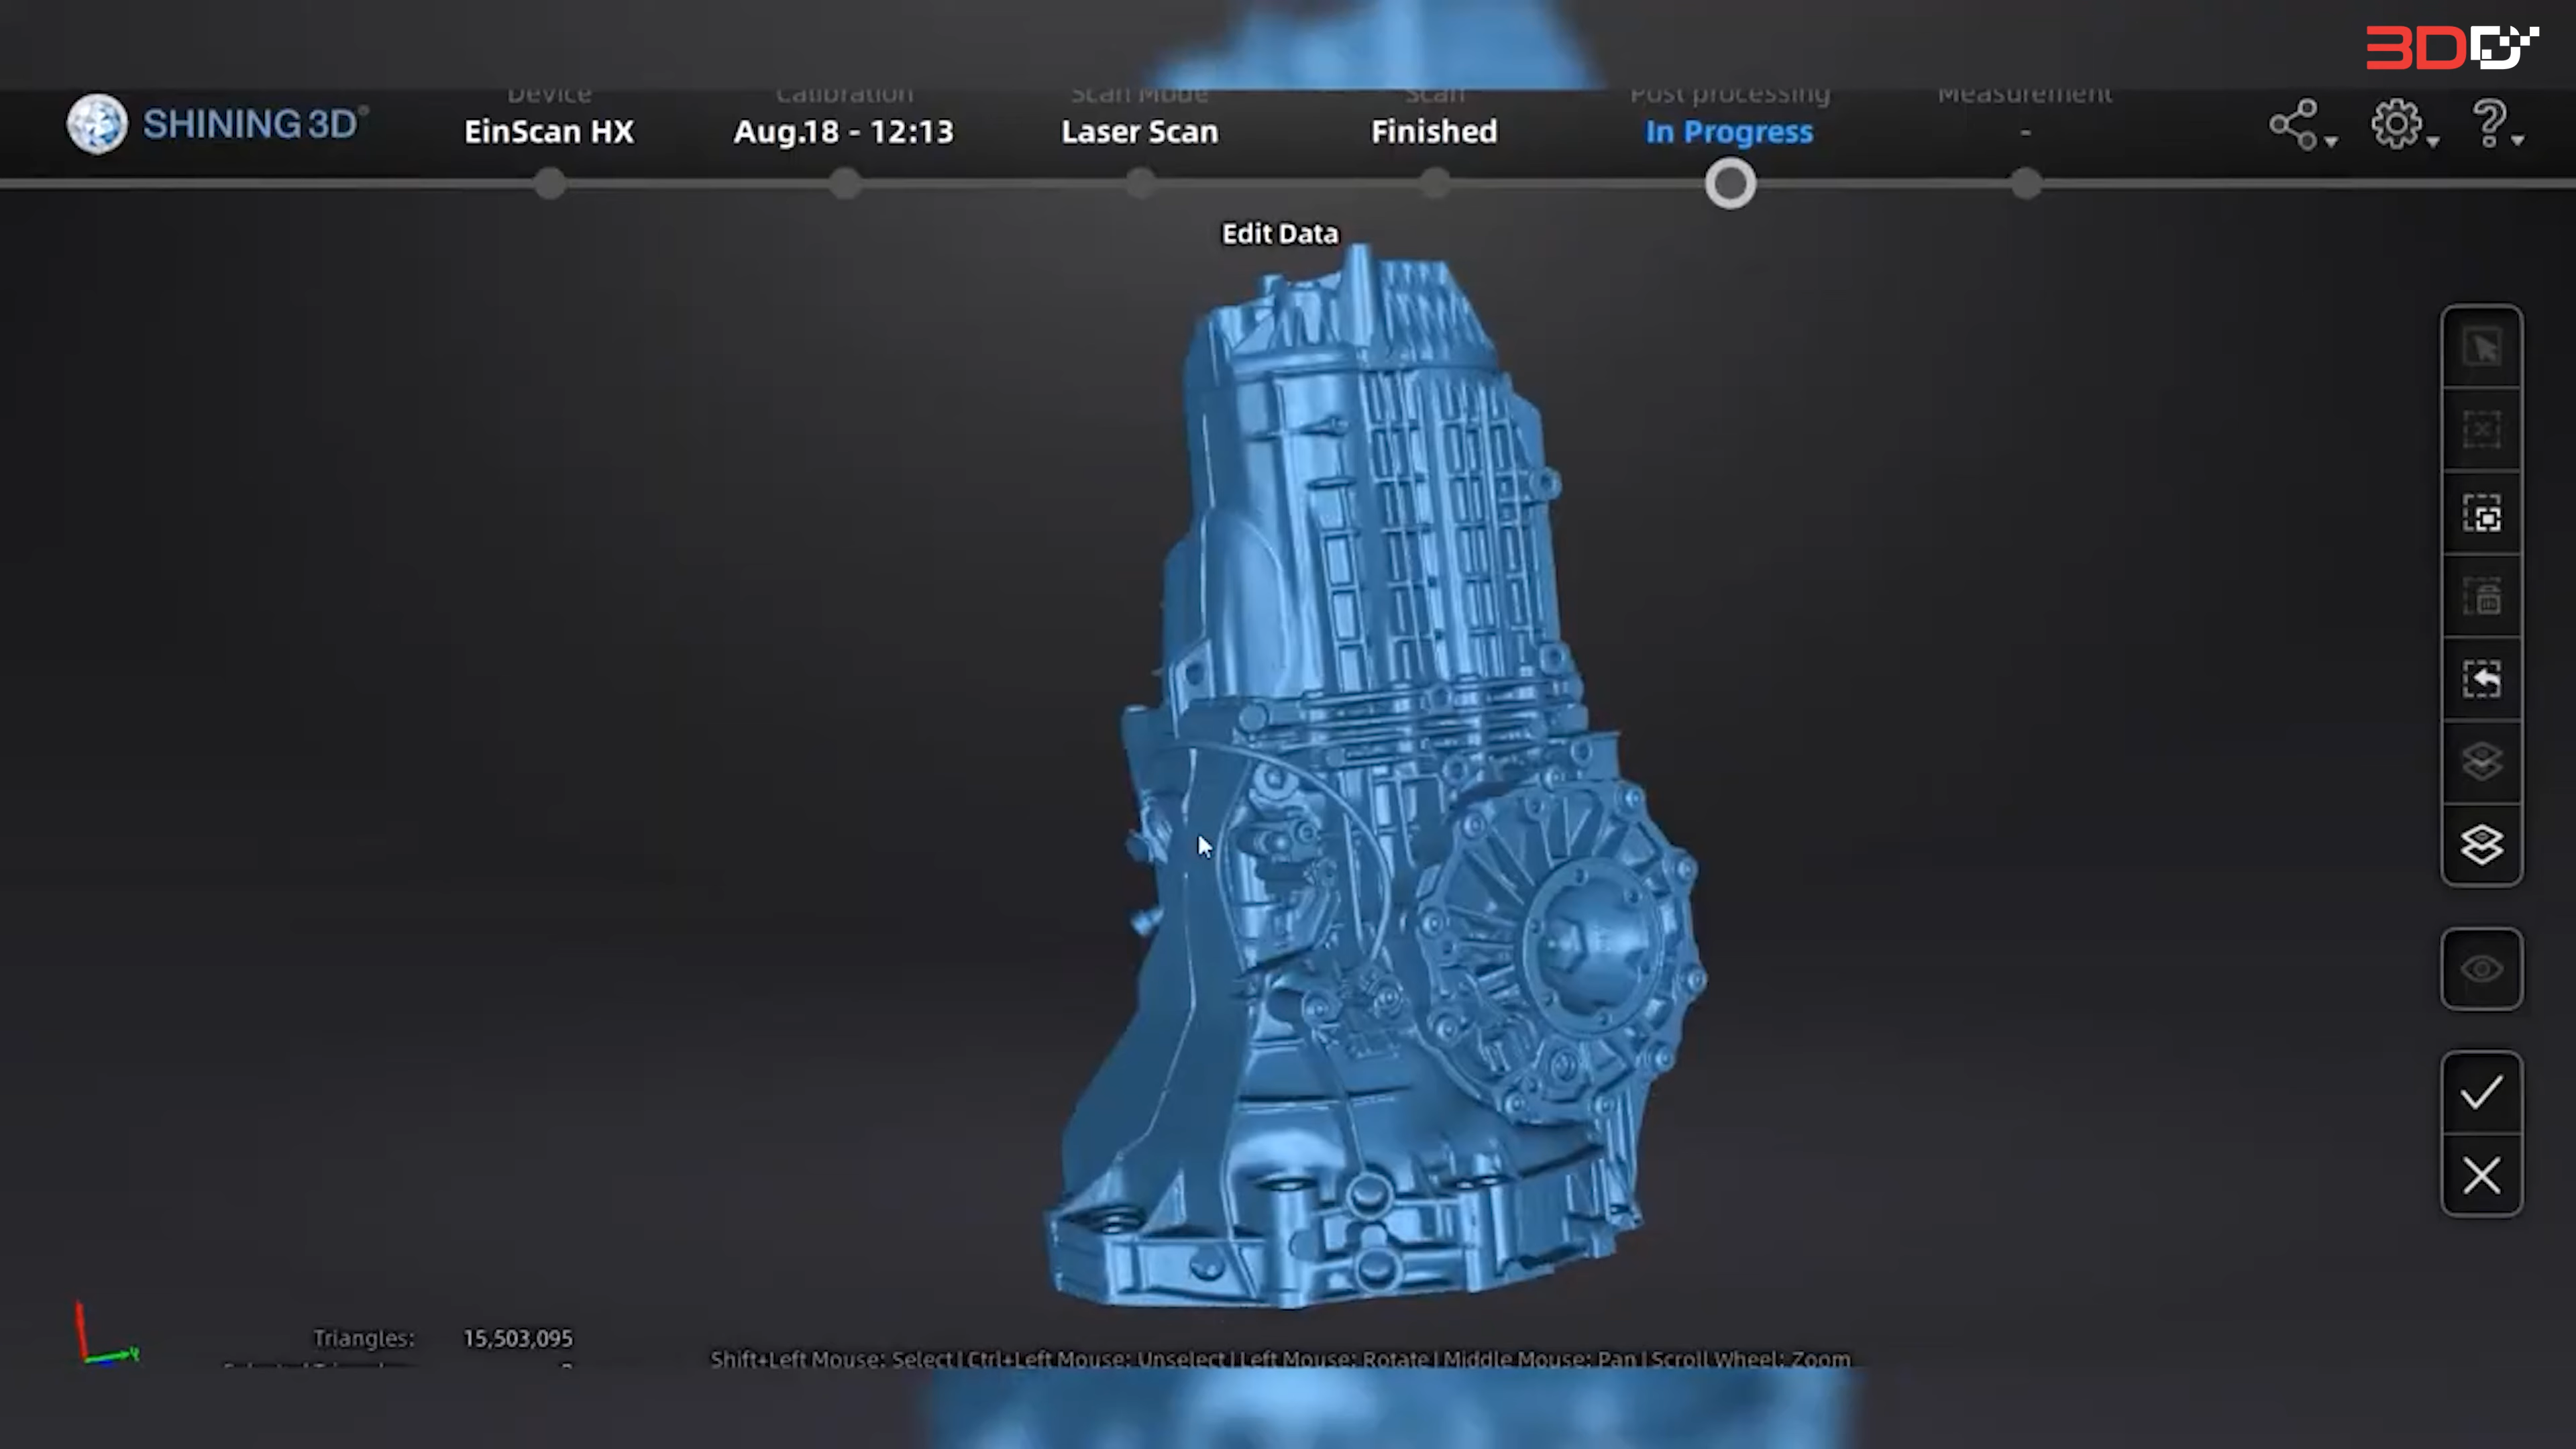 3DD
SHINING 3D®
Device
Calibration
Scan Mode
Scan
Post processing
Measurement
EinScan HX
Aug.18 - 12:13
Laser Scan
Finished
In Progress
-
Edit Data
Triangles: 15,503,095
Shift+Left Mouse: Select | Ctrl+Left Mouse: Unselect | Left Mouse: Rotate | Middle Mouse: Pan | Scroll Wheel: Zoom